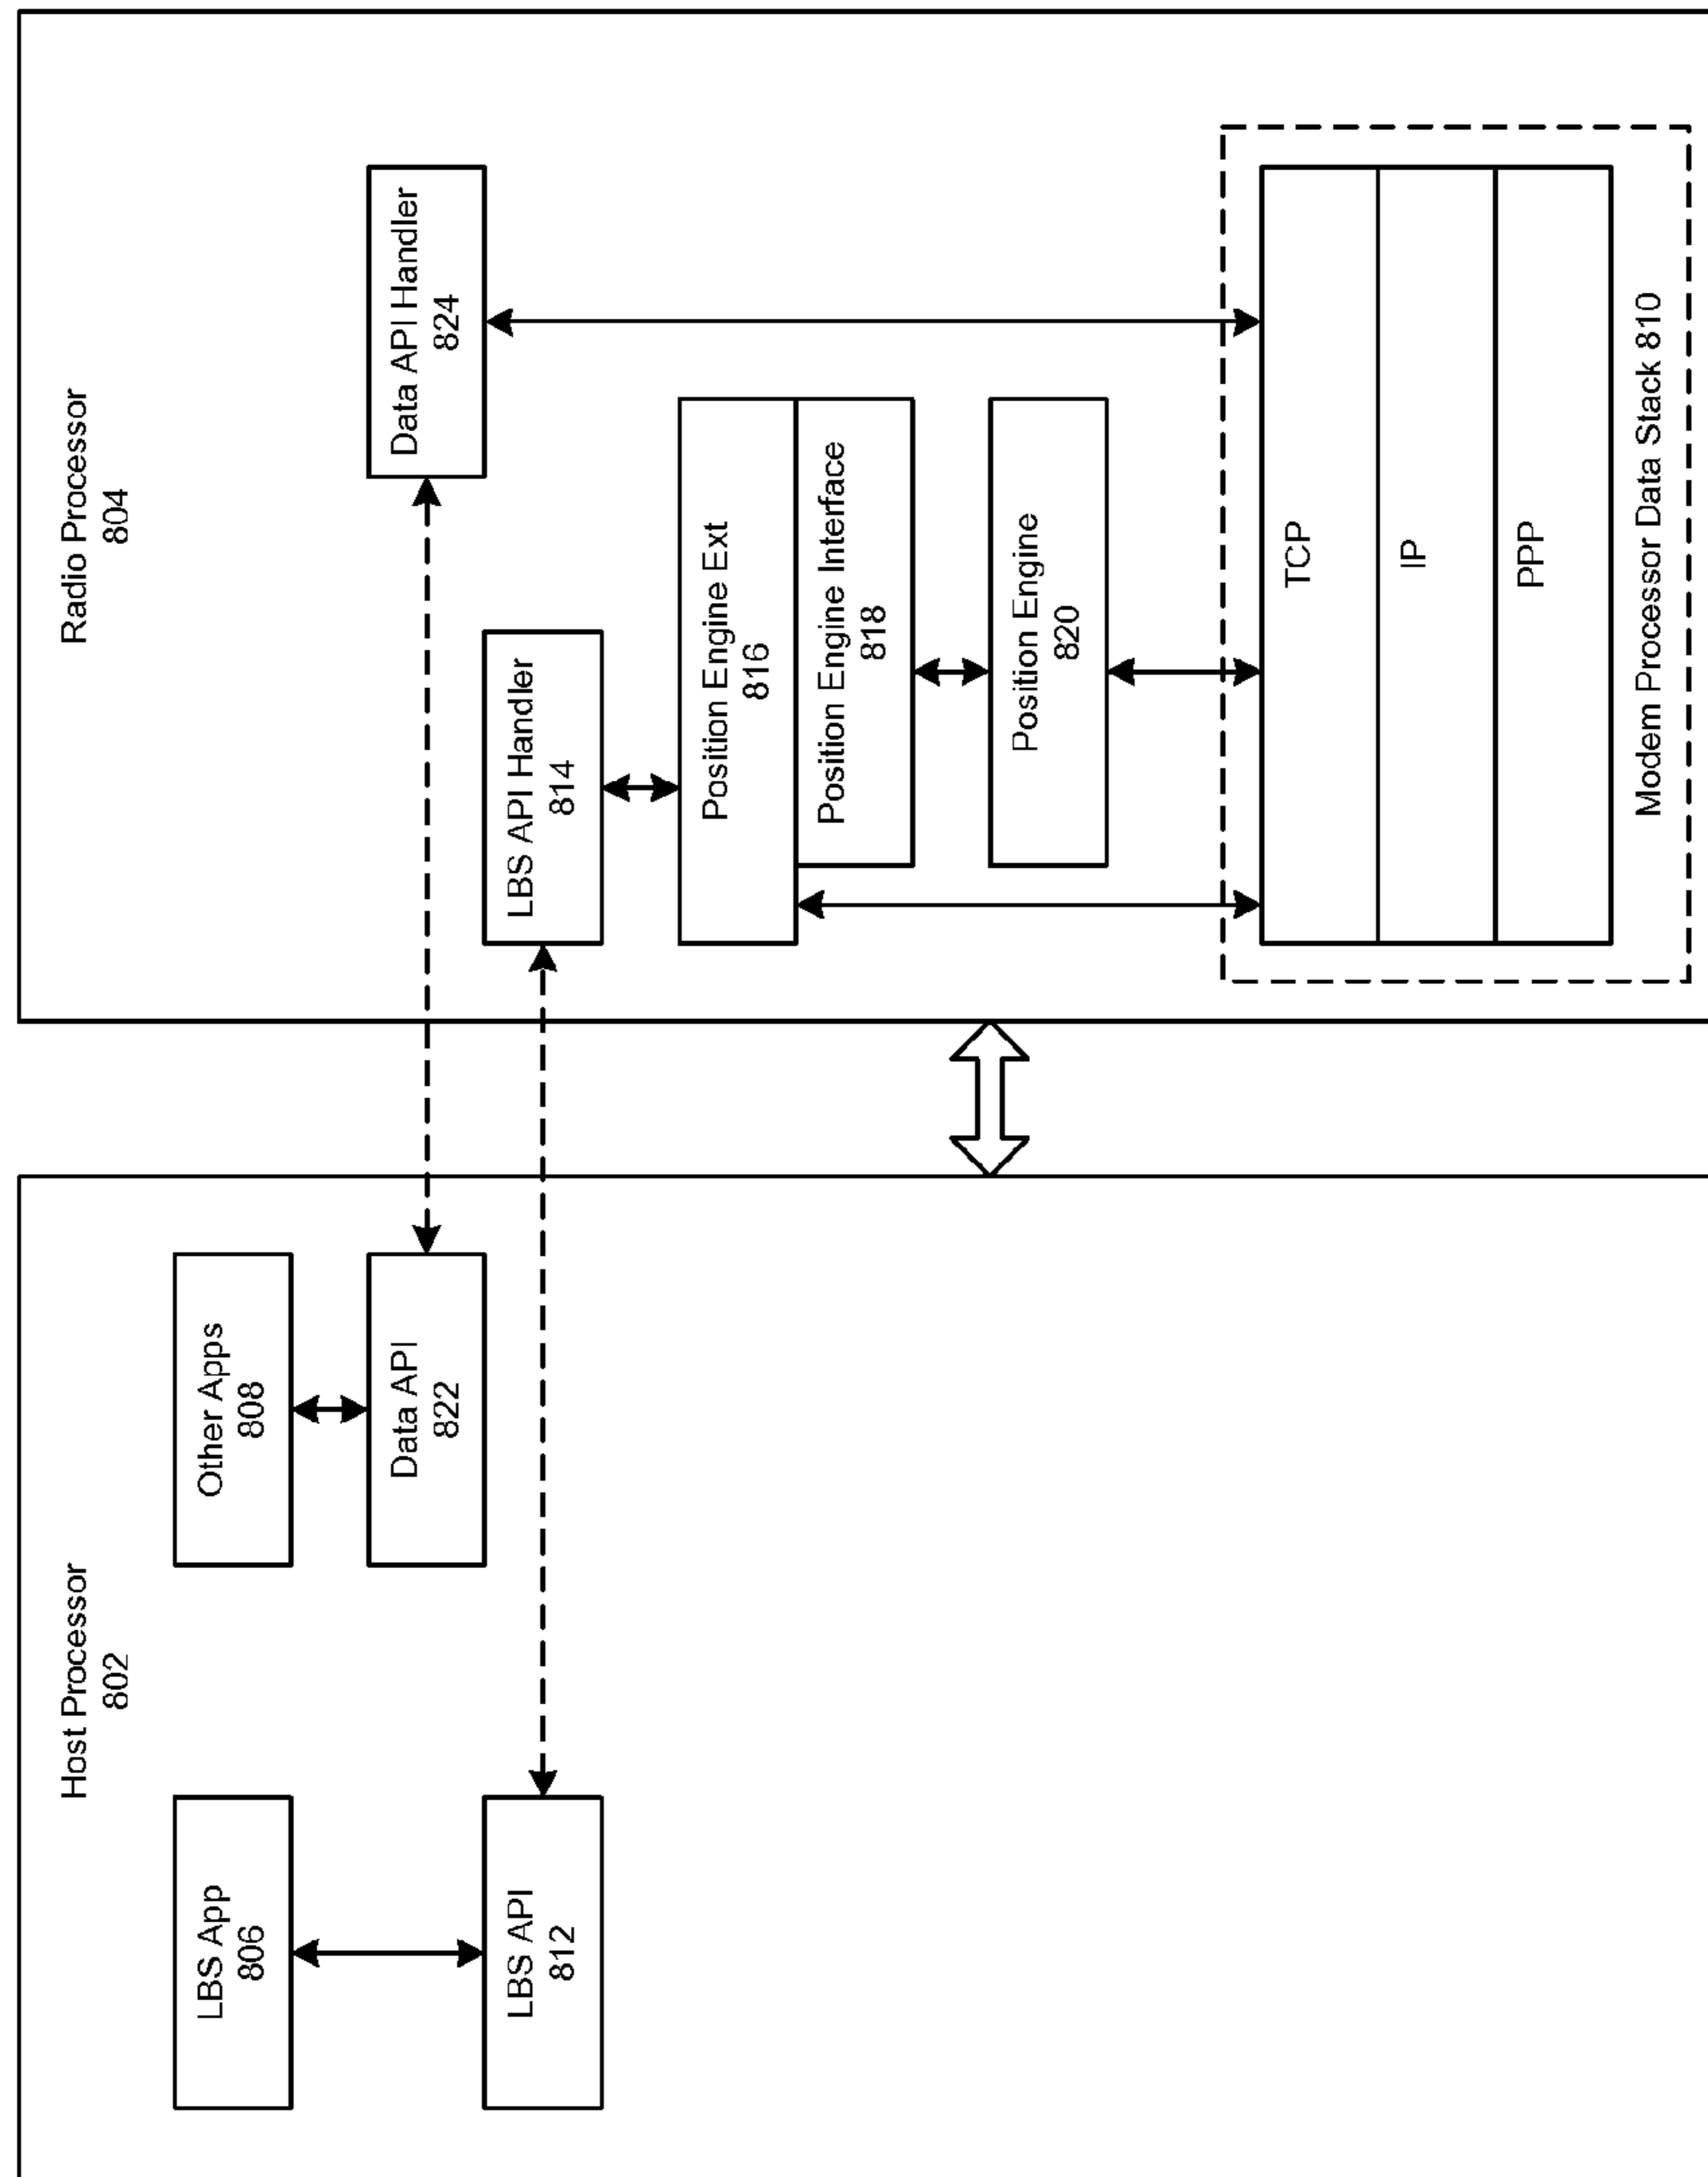 Host Processor
802
LBS App
806
LBS API
812
Other Apps
808
Data API
822
Radio Processor
804
Data API Handler
824
LBS API Handler
814
Position Engine Ext
816
Position Engine Interface
818
Position Engine
820
TCP
IP
PPP
Modem Processor Data Stack 810